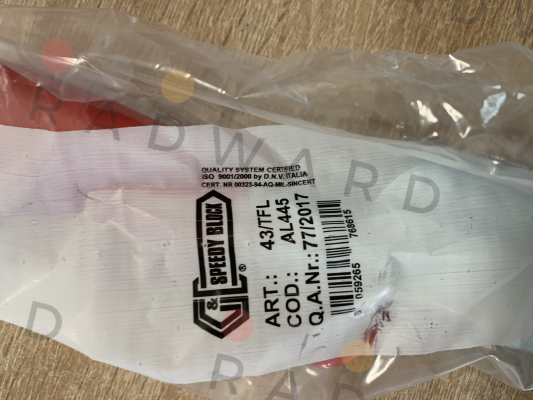 QUALITY SYSTEM CERTIFIED
ISO 9001/2000 by D.N.V. ITALIA
CERT. NR 00323-94-AQ-MIL-SINCERT
G&L SPEEDY BLOCK ®
ART.: 43/TFL
COD.: AL445
Q.A.Nr.: 77/2017
059265 768615
RADWARD
RADWARD